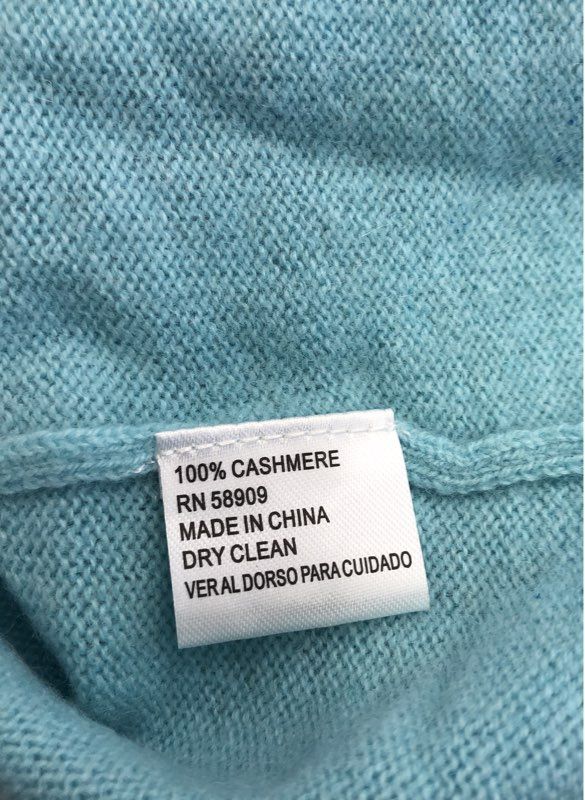 100% CASHMERE
RN 58909
MADE IN CHINA
DRY CLEAN
VER AL DORSO PARA CUIDADO